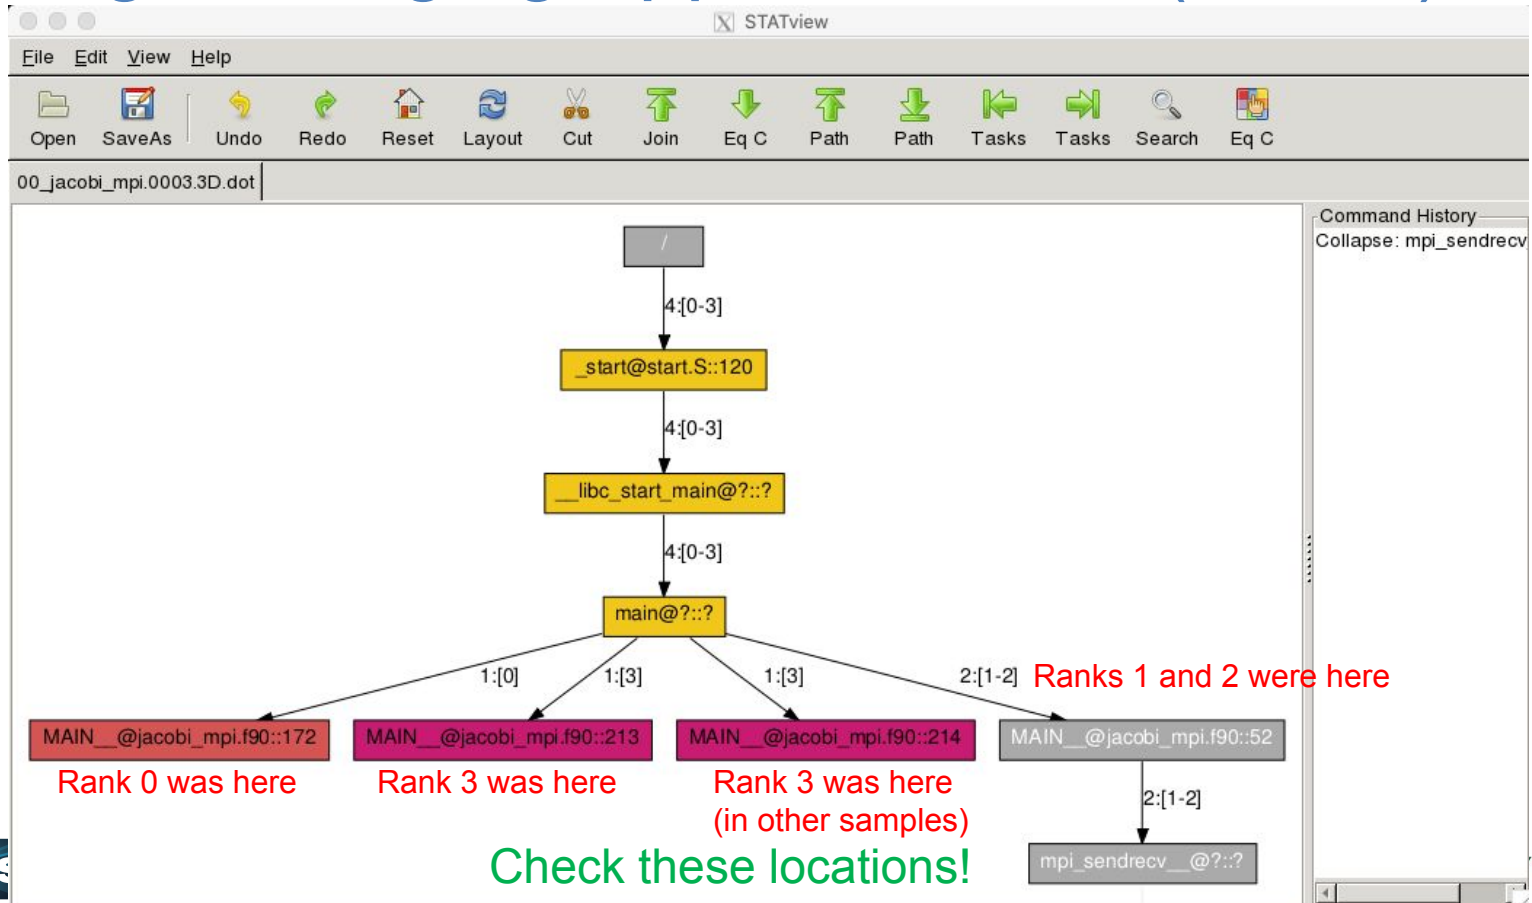 STATview
File Edit View Help
Open SaveAs Undo Redo Reset Layout Cut Join Eq C Path Path Tasks Tasks Search Eq C
00_jacobi_mpi.0003.3D.dot
Command History
Collapse: mpi_sendrecv
/
4:[0-3]
_start@start.S::120
4:[0-3]
__libc_start_main@?::?
4:[0-3]
main@?::?
1:[0] 1:[3] 1:[3] 2:[1-2] Ranks 1 and 2 were here
MAIN__@jacobi_mpi.f90::172 MAIN__@jacobi_mpi.f90::213 MAIN__@jacobi_mpi.f90::214 MAIN__@jacobi_mpi.f90::52
Rank 0 was here Rank 3 was here Rank 3 was here
(in other samples)
2:[1-2]
Check these locations!
mpi_sendrecv__@?::?